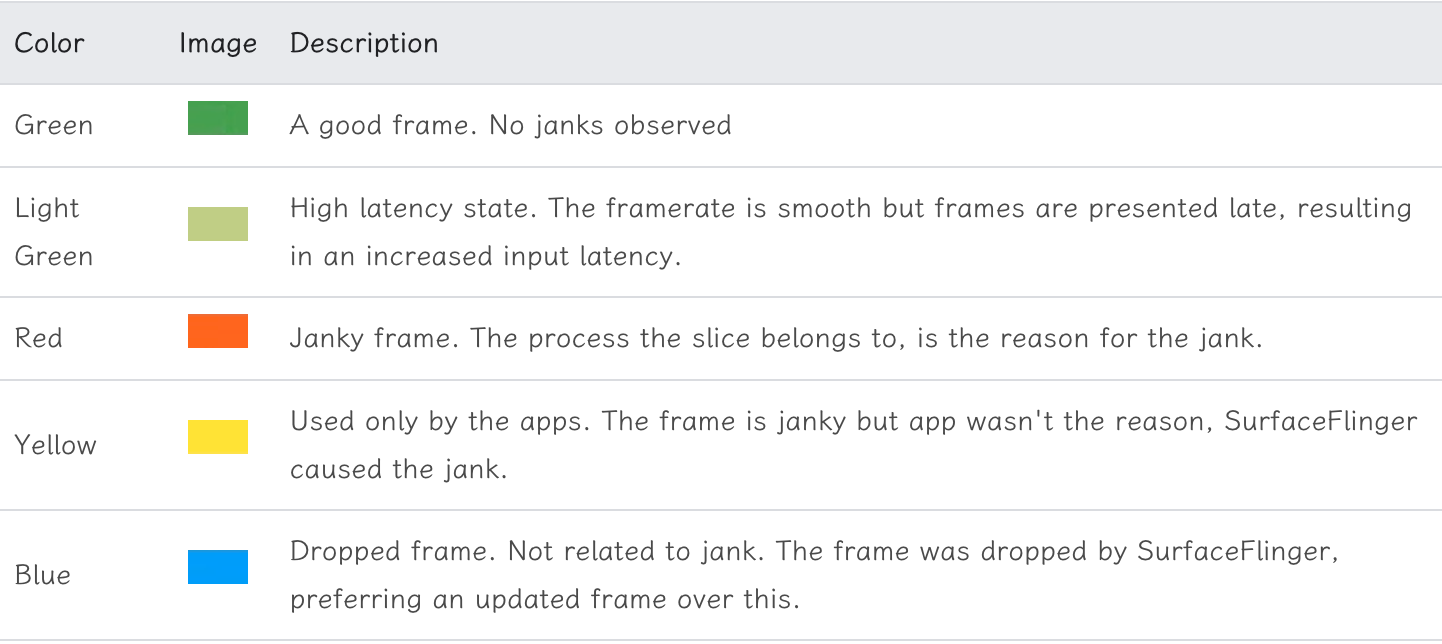 Color Image Description
Green A good frame. No janks observed
Light Green High latency state. The framerate is smooth but frames are presented late, resulting
in an increased input latency.
Red Janky frame. The process the slice belongs to, is the reason for the jank.
Yellow Used only by the apps. The frame is janky but app wasn't the reason, SurfaceFlinger
caused the jank.
Blue Dropped frame. Not related to jank. The frame was dropped by SurfaceFlinger,
preferring an updated frame over this.